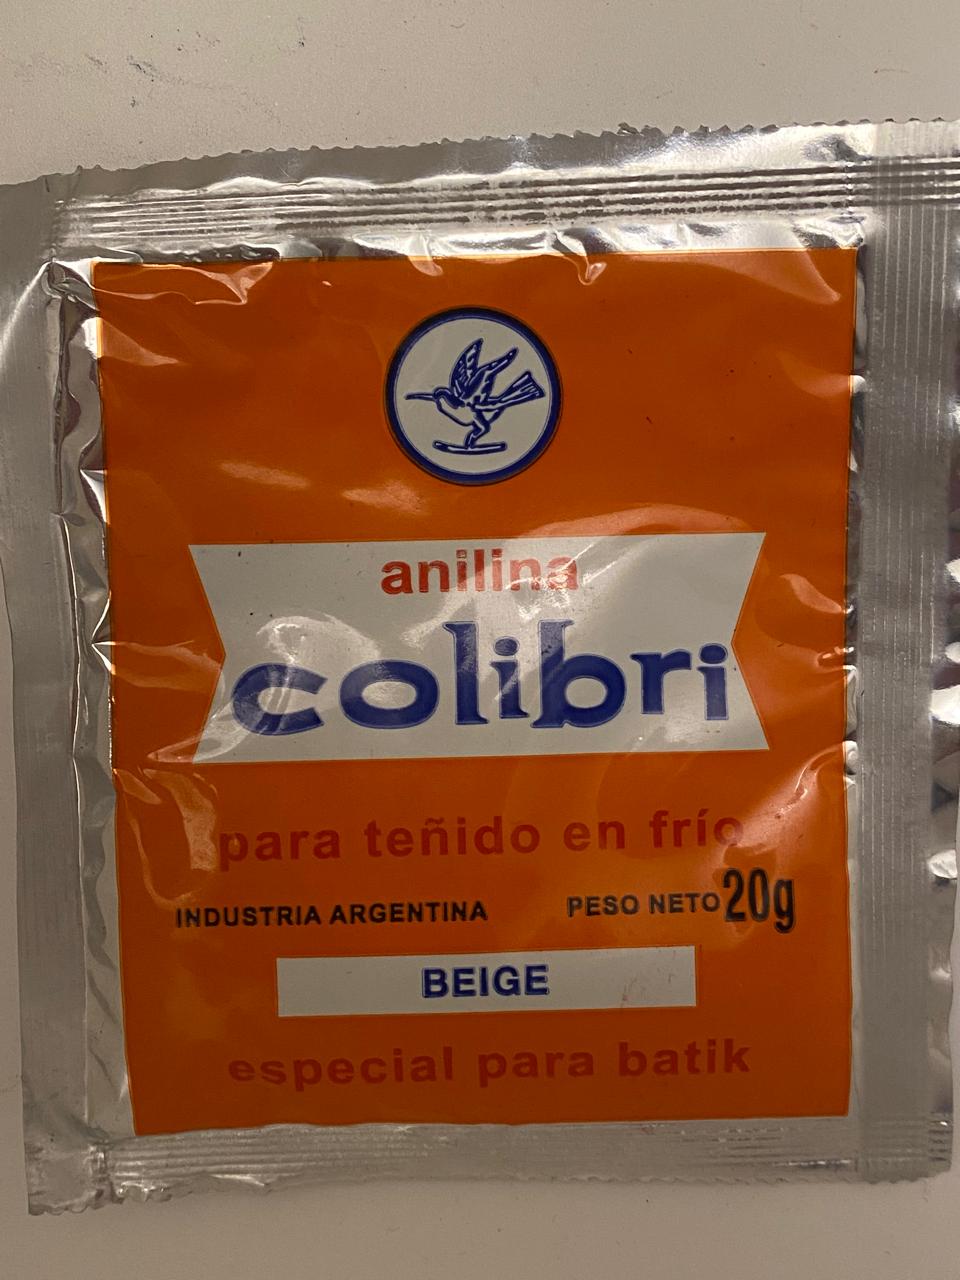 anilina
colibri
para teñido en frío
INDUSTRIA ARGENTINA PESO NETO 20g
BEIGE
especial para batik